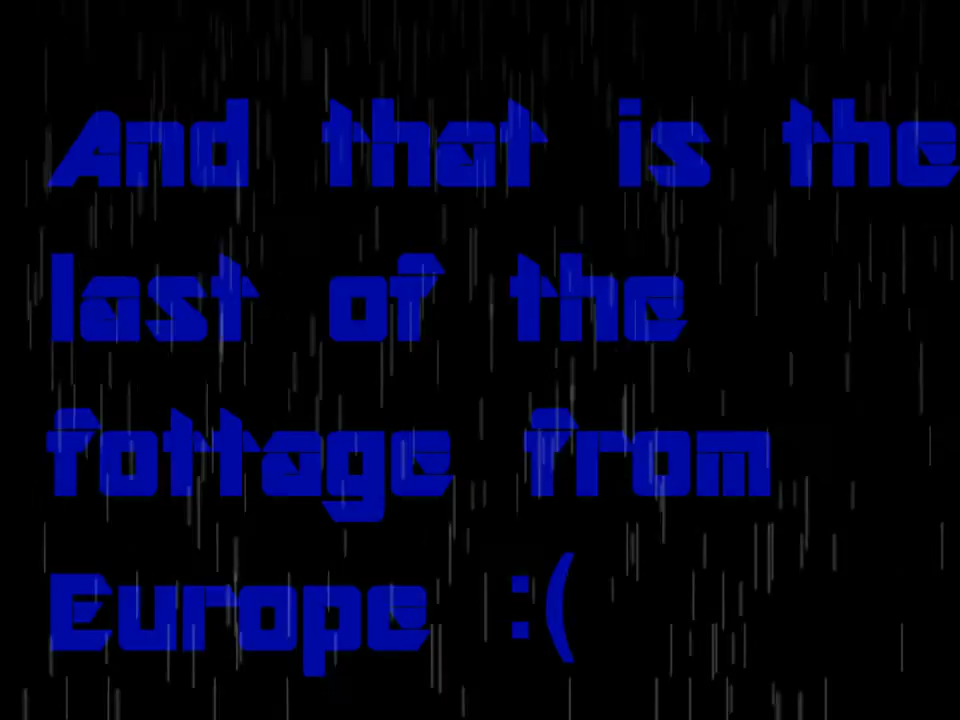 And that is the
last of the
fottage from
Europe :(